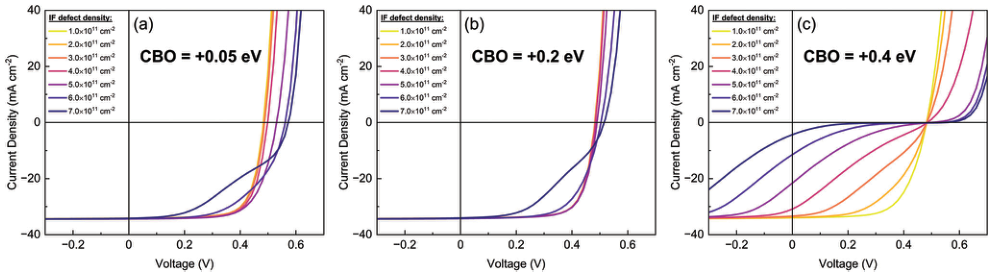 IF defect density:
1.0×10¹¹ cm⁻²
2.0×10¹¹ cm⁻²
3.0×10¹¹ cm⁻²
4.0×10¹¹ cm⁻²
5.0×10¹¹ cm⁻²
6.0×10¹¹ cm⁻²
7.0×10¹¹ cm⁻²
(a)
CBO = +0.05 eV
40
20
0
−20
−40
−0.2
0
0.2
0.4
0.6
Voltage (V)
Current Density (mA cm⁻²)
IF defect density:
1.0×10¹¹ cm⁻²
2.0×10¹¹ cm⁻²
3.0×10¹¹ cm⁻²
4.0×10¹¹ cm⁻²
5.0×10¹¹ cm⁻²
6.0×10¹¹ cm⁻²
7.0×10¹¹ cm⁻²
(b)
CBO = +0.2 eV
40
20
0
−20
−40
−0.2
0
0.2
0.4
0.6
Voltage (V)
Current Density (mA cm⁻²)
IF defect density:
1.0×10¹¹ cm⁻²
2.0×10¹¹ cm⁻²
3.0×10¹¹ cm⁻²
4.0×10¹¹ cm⁻²
5.0×10¹¹ cm⁻²
6.0×10¹¹ cm⁻²
7.0×10¹¹ cm⁻²
(c)
CBO = +0.4 eV
40
20
0
−20
−40
−0.2
0
0.2
0.4
0.6
Voltage (V)
Current Density (mA cm⁻²)